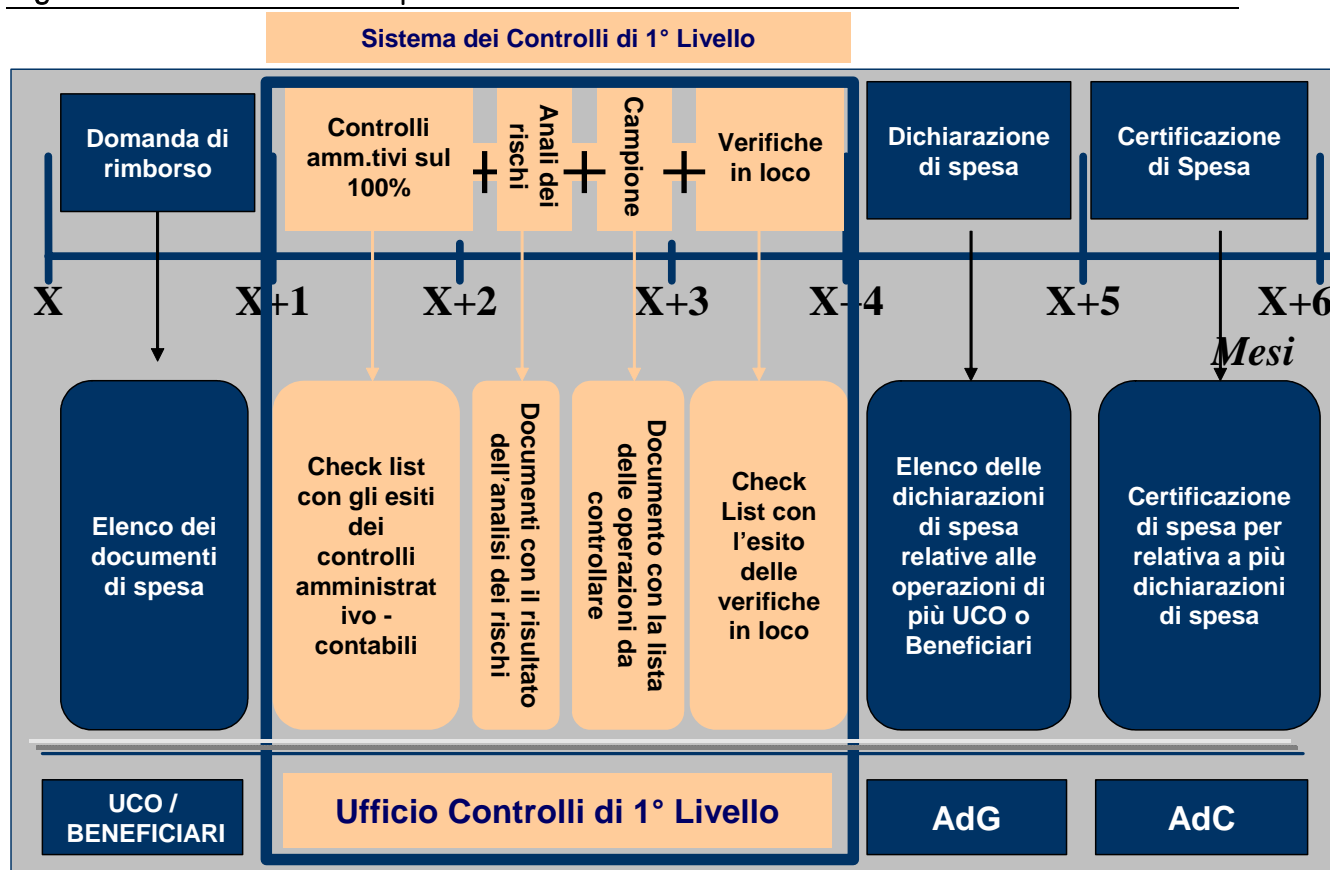 Sistema dei Controlli di 1° Livello
Domanda di
rimborso
Controlli
amm.tivi sul
100%
+
Anali dei
rischi
+
Campione
+
Verifiche
in loco
Dichiarazione
di spesa
Certificazione
di Spesa
X
X+1
X+2
X+3
X+4
X+5
X+6
Mesi
Elenco dei
documenti
di spesa
Check list
con gli esiti
dei
controlli
amministrat
ivo -
contabili
Documenti con il risultato
dell'analisi dei rischi
Documento con la lista
delle operazioni da
controllare
Check
List con
l'esito
delle
verifiche
in loco
Elenco delle
dichiarazioni
di spesa
relative alle
operazioni di
più UCO o
Beneficiari
Certificazione
di spesa per
relativa a più
dichiarazioni
di spesa
UCO /
BENEFICIARI
Ufficio Controlli di 1° Livello
AdG
AdC